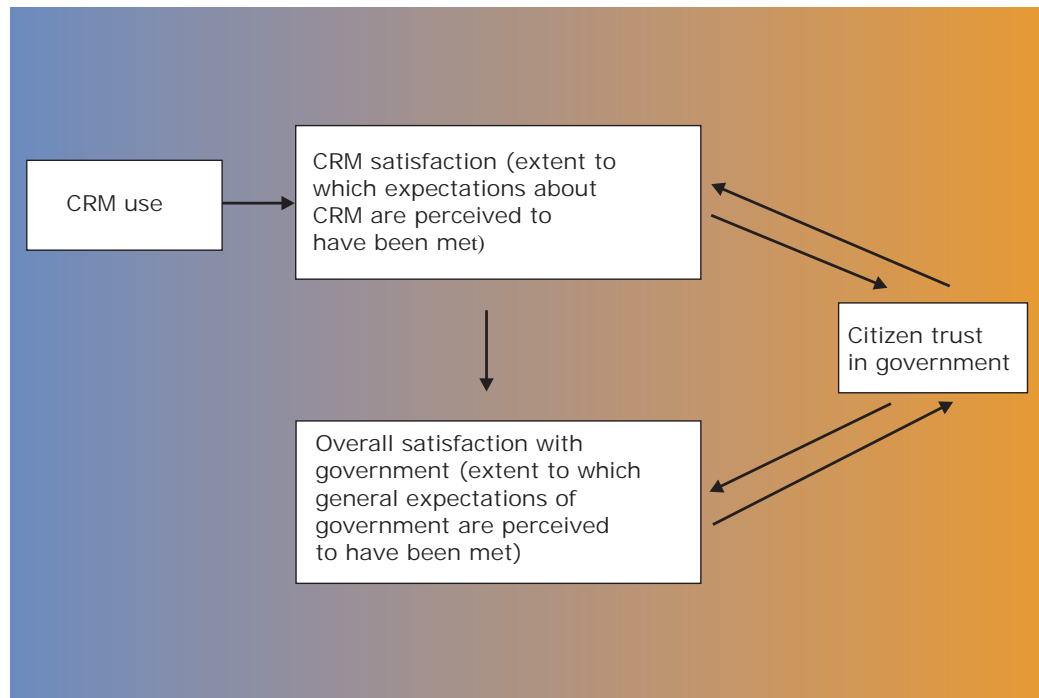 CRM use
CRM satisfaction (extent to
which expectations about
CRM are perceived to
have been met)
Citizen trust
in government
Overall satisfaction with
government (extent to which
general expectations of
government are perceived
to have been met)